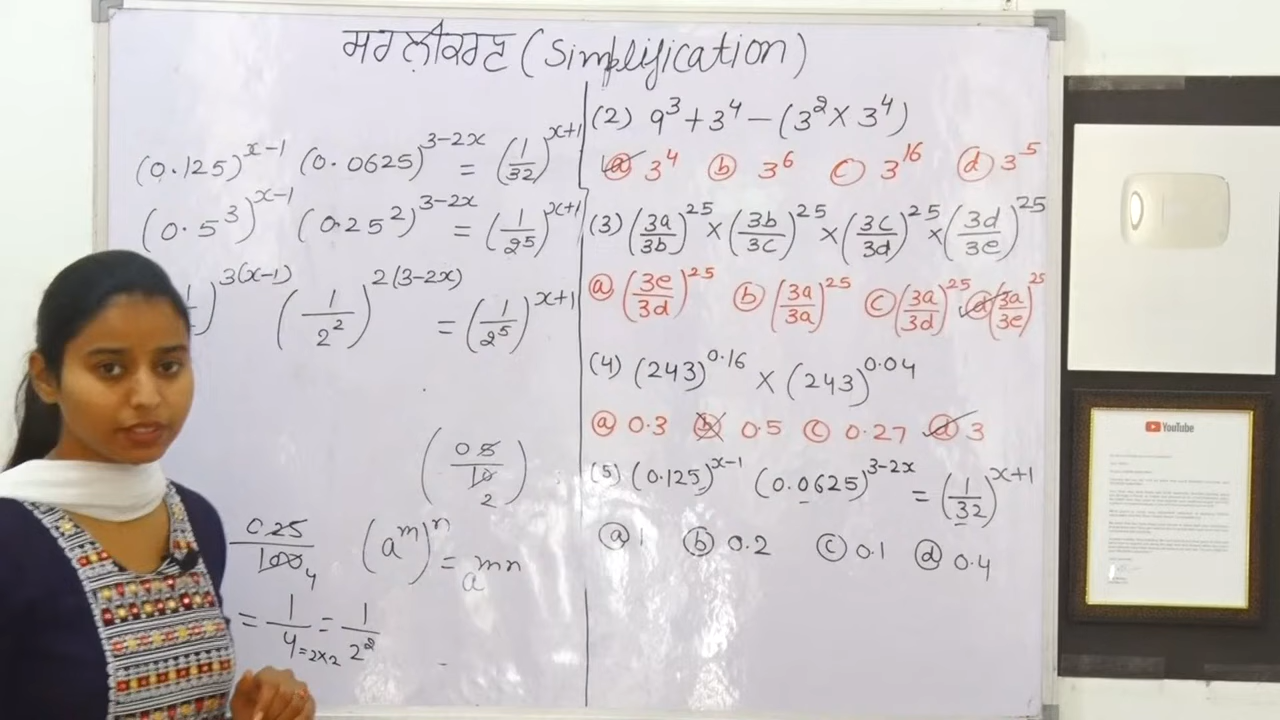 ਸਰਲੀਕਰਣ (Simplification)
(0.125)^{x-1} (0.0625)^{3-2x} = (1/32)^{x+1}
(0.5^3)^{x-1} (0.25^2)^{3-2x} = (1/2^5)^{x+1}
)^{3(x-1)} (1/2^2)^{2(3-2x)} = (1/2^5)^{x+1}
(05/10 2)
025/100 4 (a^m)^n = a^{mn}
= 1/4 =2x2 = 1/2^2
(2) 9^3 + 3^4 - (3^2 × 3^4)
(a) 3^4 (b) 3^6 (c) 3^16 (d) 3^-5
(3) (3a/3b)^25 × (3b/3c)^25 × (3c/3d)^25 × (3d/3e)^25
(a) (3e/3d)^25 (b) (3a/3a)^25 (c) (3a/3d)^25 (d) (3a/3e)^25
(4) (243)^0.16 × (243)^0.04
(a) 0.3 (b) 0.5 (c) 0.27 (d) 3
(5) (0.125)^{x-1} (0.0625)^{3-2x} = (1/32)^{x+1}
(a) 1 (b) 0.2 (c) 0.1 (d) 0.4
YouTube